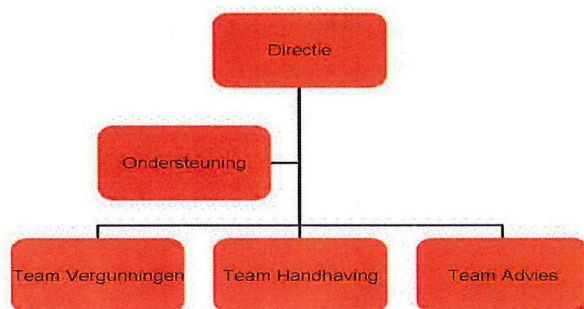 Directie
Ondersteuning
Team Vergunningen
Team Handhaving
Team Advies